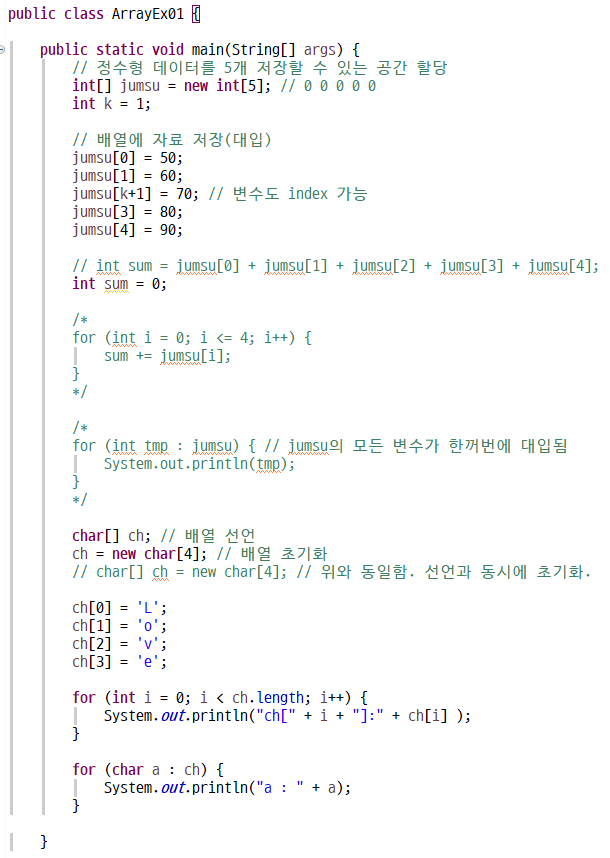 public class ArrayEx01 {
public static void main(String[] args) {
// 정수형 데이터를 5개 저장할 수 있는 공간 할당
int[] jumsu = new int[5]; // 0 0 0 0 0
int k = 1;
// 배열에 자료 저장(대입)
jumsu[0] = 50;
jumsu[1] = 60;
jumsu[k+1] = 70; // 변수도 index 가능
jumsu[3] = 80;
jumsu[4] = 90;
// int sum = jumsu[0] + jumsu[1] + jumsu[2] + jumsu[3] + jumsu[4];
int sum = 0;
/*
for (int i = 0; i <= 4; i++) {
sum += jumsu[i];
}
*/
/*
for (int tmp : jumsu) { // jumsu의 모든 변수가 한꺼번에 대입됨
System.out.println(tmp);
}
*/
char[] ch; // 배열 선언
ch = new char[4]; // 배열 초기화
// char[] ch = new char[4]; // 위와 동일함. 선언과 동시에 초기화.
ch[0] = 'L';
ch[1] = 'o';
ch[2] = 'v';
ch[3] = 'e';
for (int i = 0; i < ch.length; i++) {
System.out.println("ch[" + i + "]:" + ch[i] );
}
for (char a : ch) {
System.out.println("a : " + a);
}
}